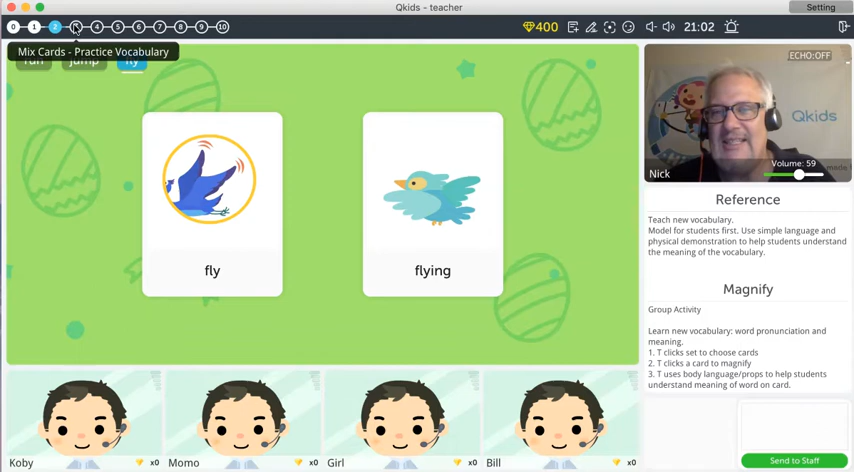 Qkids - teacher
Setting
0 1 2 4 5 6 7 8 9 10
400
21:02
Mix Cards - Practice Vocabulary
run jump fly
fly
flying
ECHO:OFF
Qkids
Volume: 59
Nick
Reference
Teach new vocabulary.
Model for students first. Use simple language and
physical demonstration to help students understand
the meaning of the vocabulary.
Magnify
Group Activity
Learn new vocabulary: word pronunciation and
meaning.
1. T clicks set to choose cards
2. T clicks a card to magnify
3. T uses body language/props to help students
understand meaning of word on card.
Koby x0
Momo x0
Girl x0
Bill x0
Send to Staff